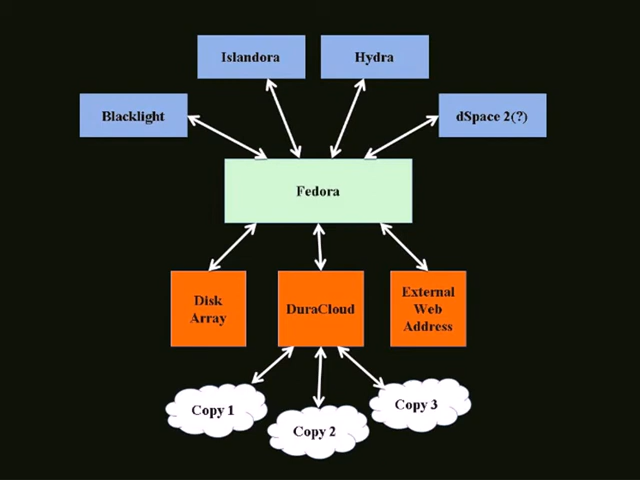 Islandora
Hydra
Blacklight
dSpace 2(?)
Fedora
Disk
Array
DuraCloud
External
Web
Address
Copy 1
Copy 2
Copy 3